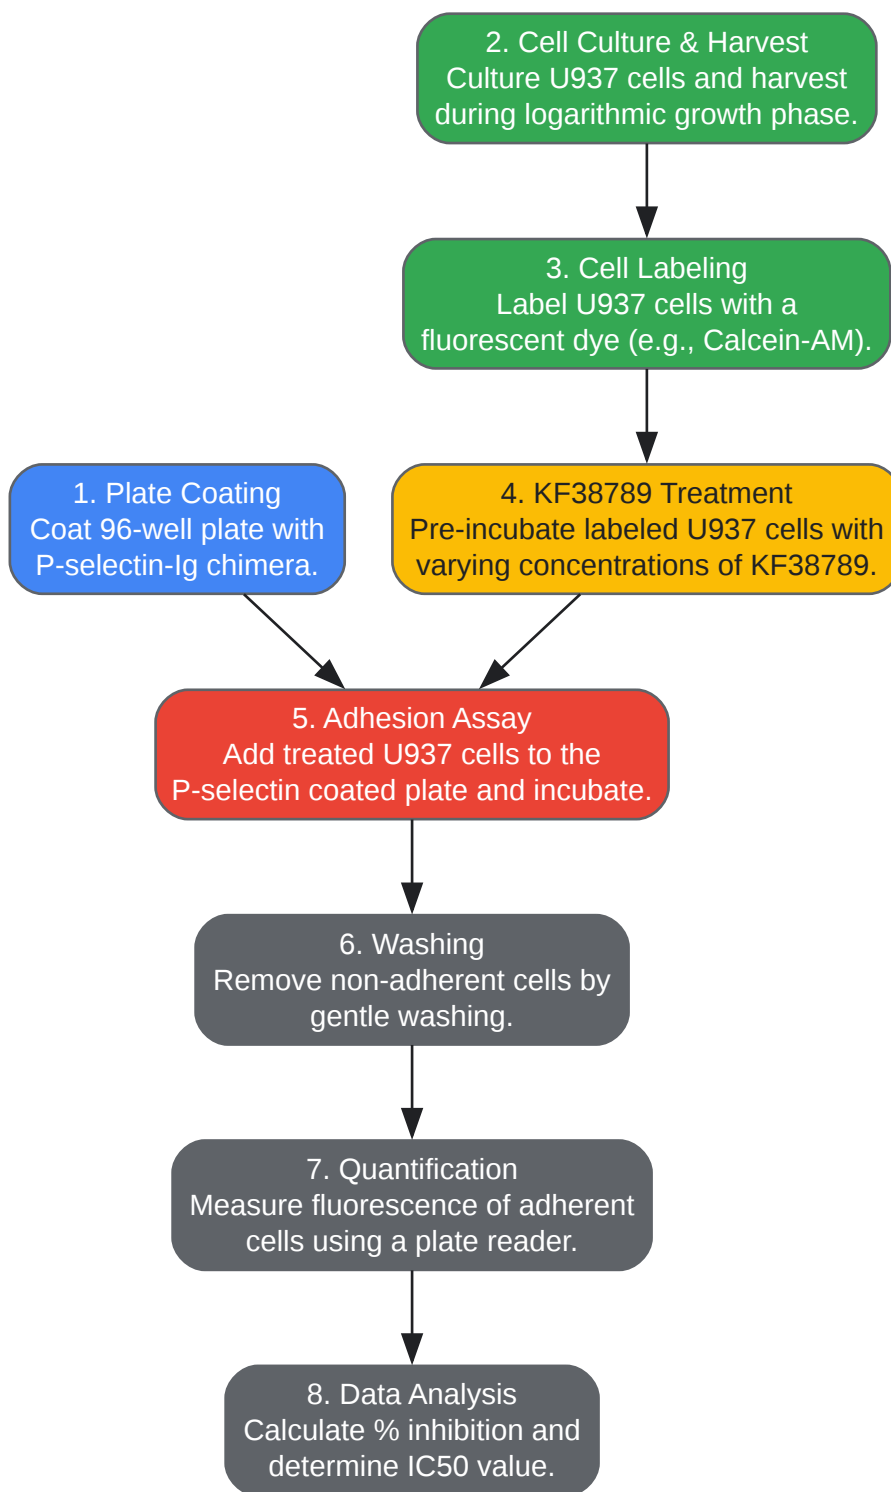 2. Cell Culture & Harvest
Culture U937 cells and harvest
during logarithmic growth phase.
3. Cell Labeling
Label U937 cells with a
fluorescent dye (e.g., Calcein-AM).
1. Plate Coating
Coat 96-well plate with
P-selectin-Ig chimera.
4. KF38789 Treatment
Pre-incubate labeled U937 cells with
varying concentrations of KF38789.
5. Adhesion Assay
Add treated U937 cells to the
P-selectin coated plate and incubate.
6. Washing
Remove non-adherent cells by
gentle washing.
7. Quantification
Measure fluorescence of adherent
cells using a plate reader.
8. Data Analysis
Calculate % inhibition and
determine IC50 value.